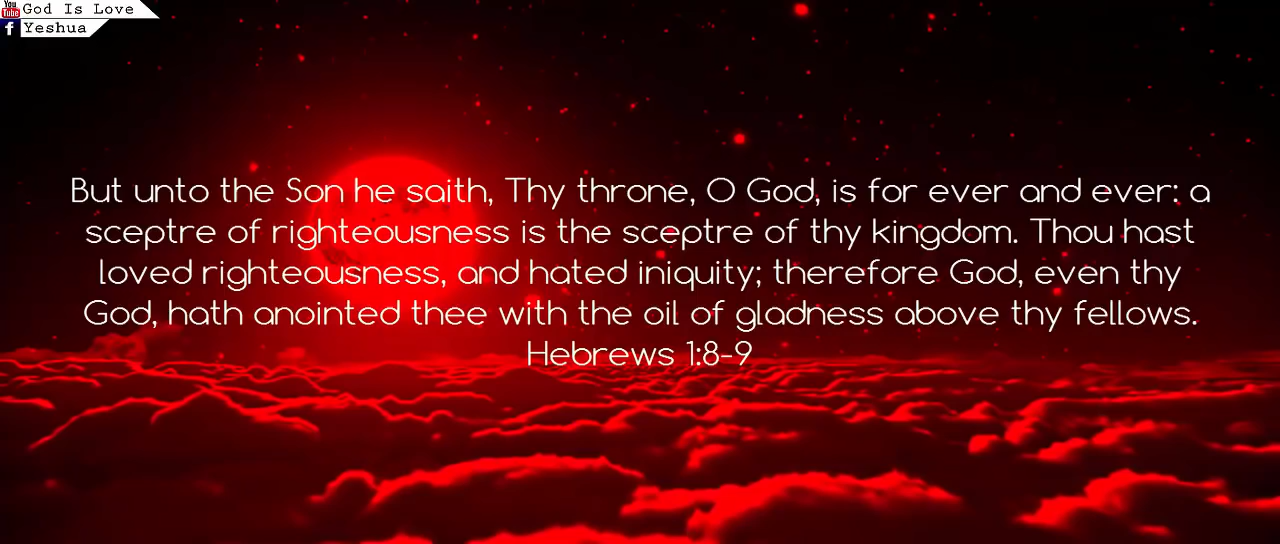 You
Tube
God Is Love
f
Yeshua
But unto the Son he saith, Thy throne, O God, is for ever and ever: a
sceptre of righteousness is the sceptre of thy kingdom. Thou hast
loved righteousness, and hated iniquity; therefore God, even thy
God, hath anointed thee with the oil of gladness above thy fellows.
Hebrews 1:8-9